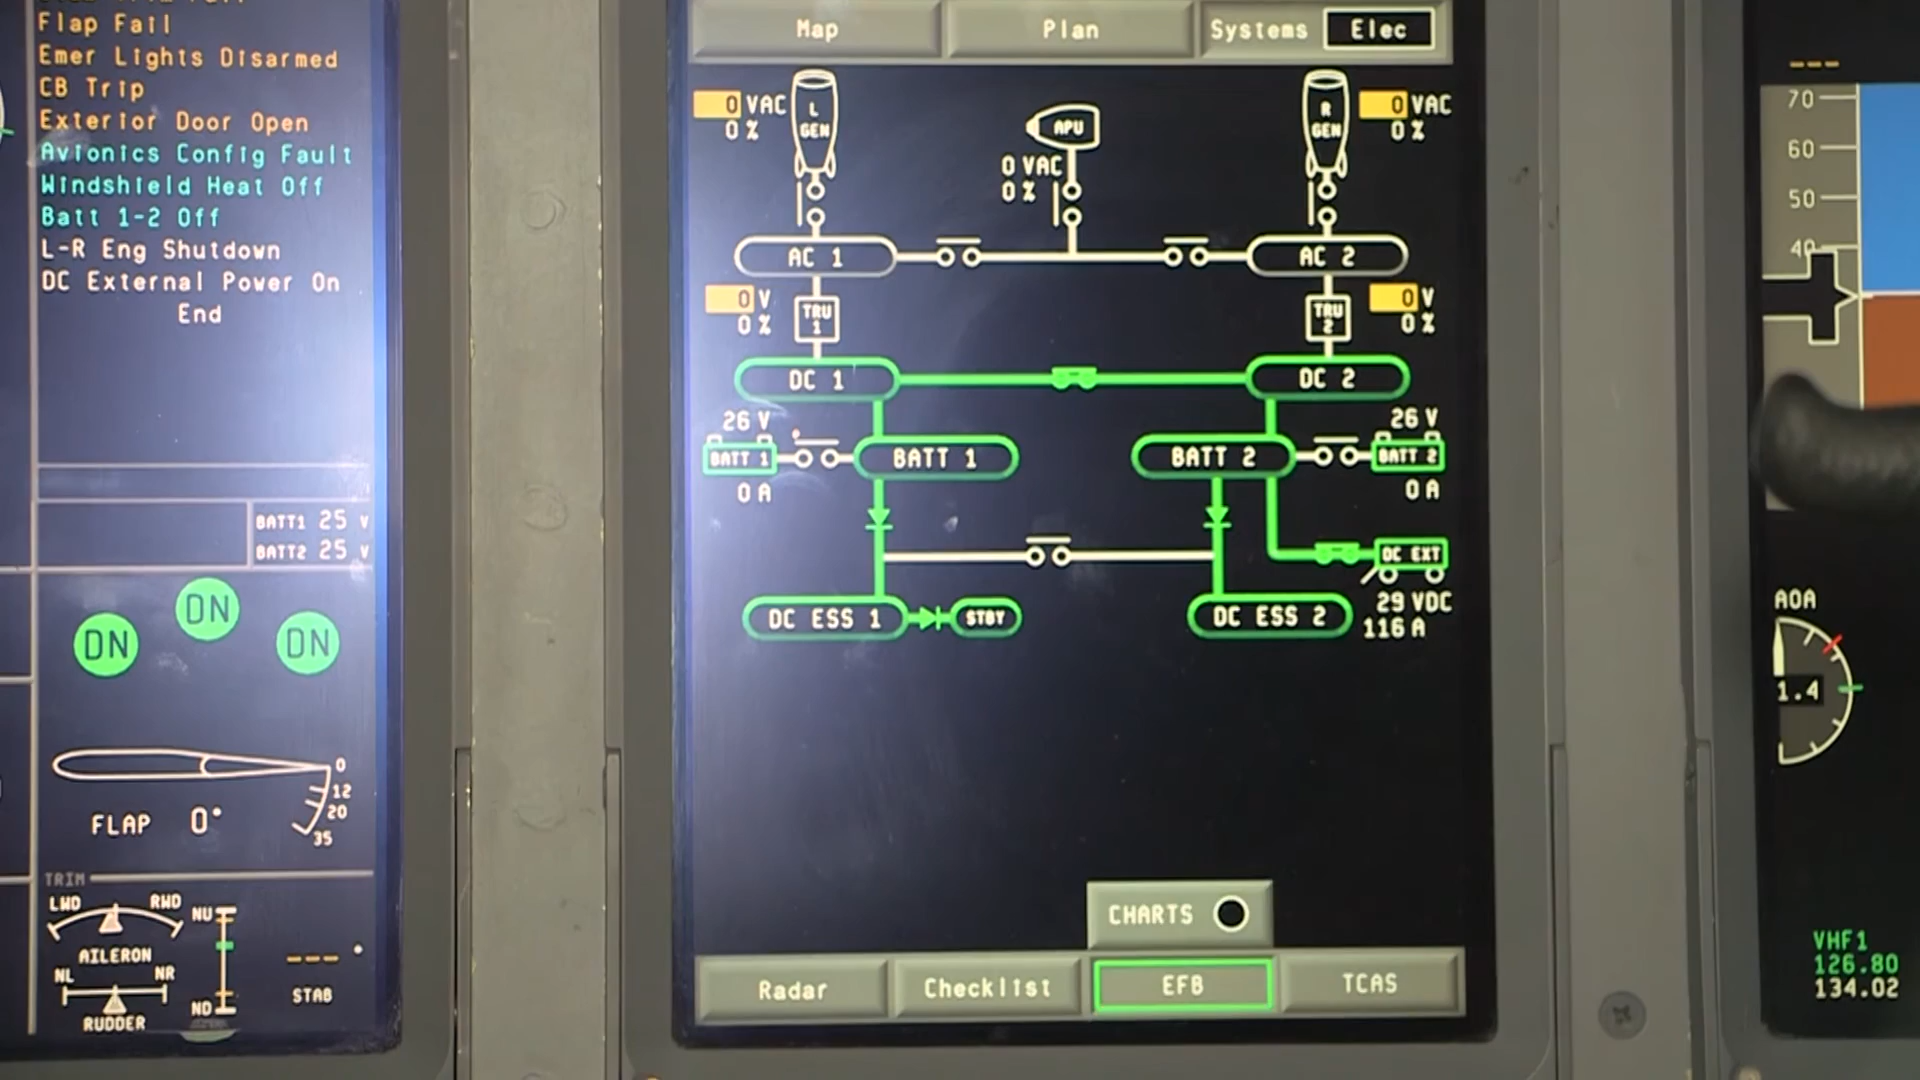 Flap Fail
Emer Lights Disarmed
CB Trip
Exterior Door Open
Avionics Config Fault
Windshield Heat Off
Batt 1-2 Off
L-R Eng Shutdown
DC External Power On
End
BATT1 25 V
BATT2 25 V
DN
DN
DN
0
12
20
35
FLAP 0°
TRIM
LWD
RWD
AILERON
NL
NR
RUDDER
NU
ND
---°
STAB
Map
Plan
Systems Elec
0 VAC
0 %
L
GEN
APU
0 VAC
0 %
R
GEN
0 VAC
0 %
AC 1
AC 2
0 V
0 %
TRU
1
TRU
2
0 V
0 %
DC 1
DC 2
26 V
BATT 1
0 A
BATT 1
BATT 2
26 V
BATT 2
0 A
DC EXT
29 VDC
116 A
DC ESS 1
STBY
DC ESS 2
CHARTS
Radar
Checklist
EFB
TCAS
---
70
60
50
40
AOA
1.4
VHF1
126.80
134.02